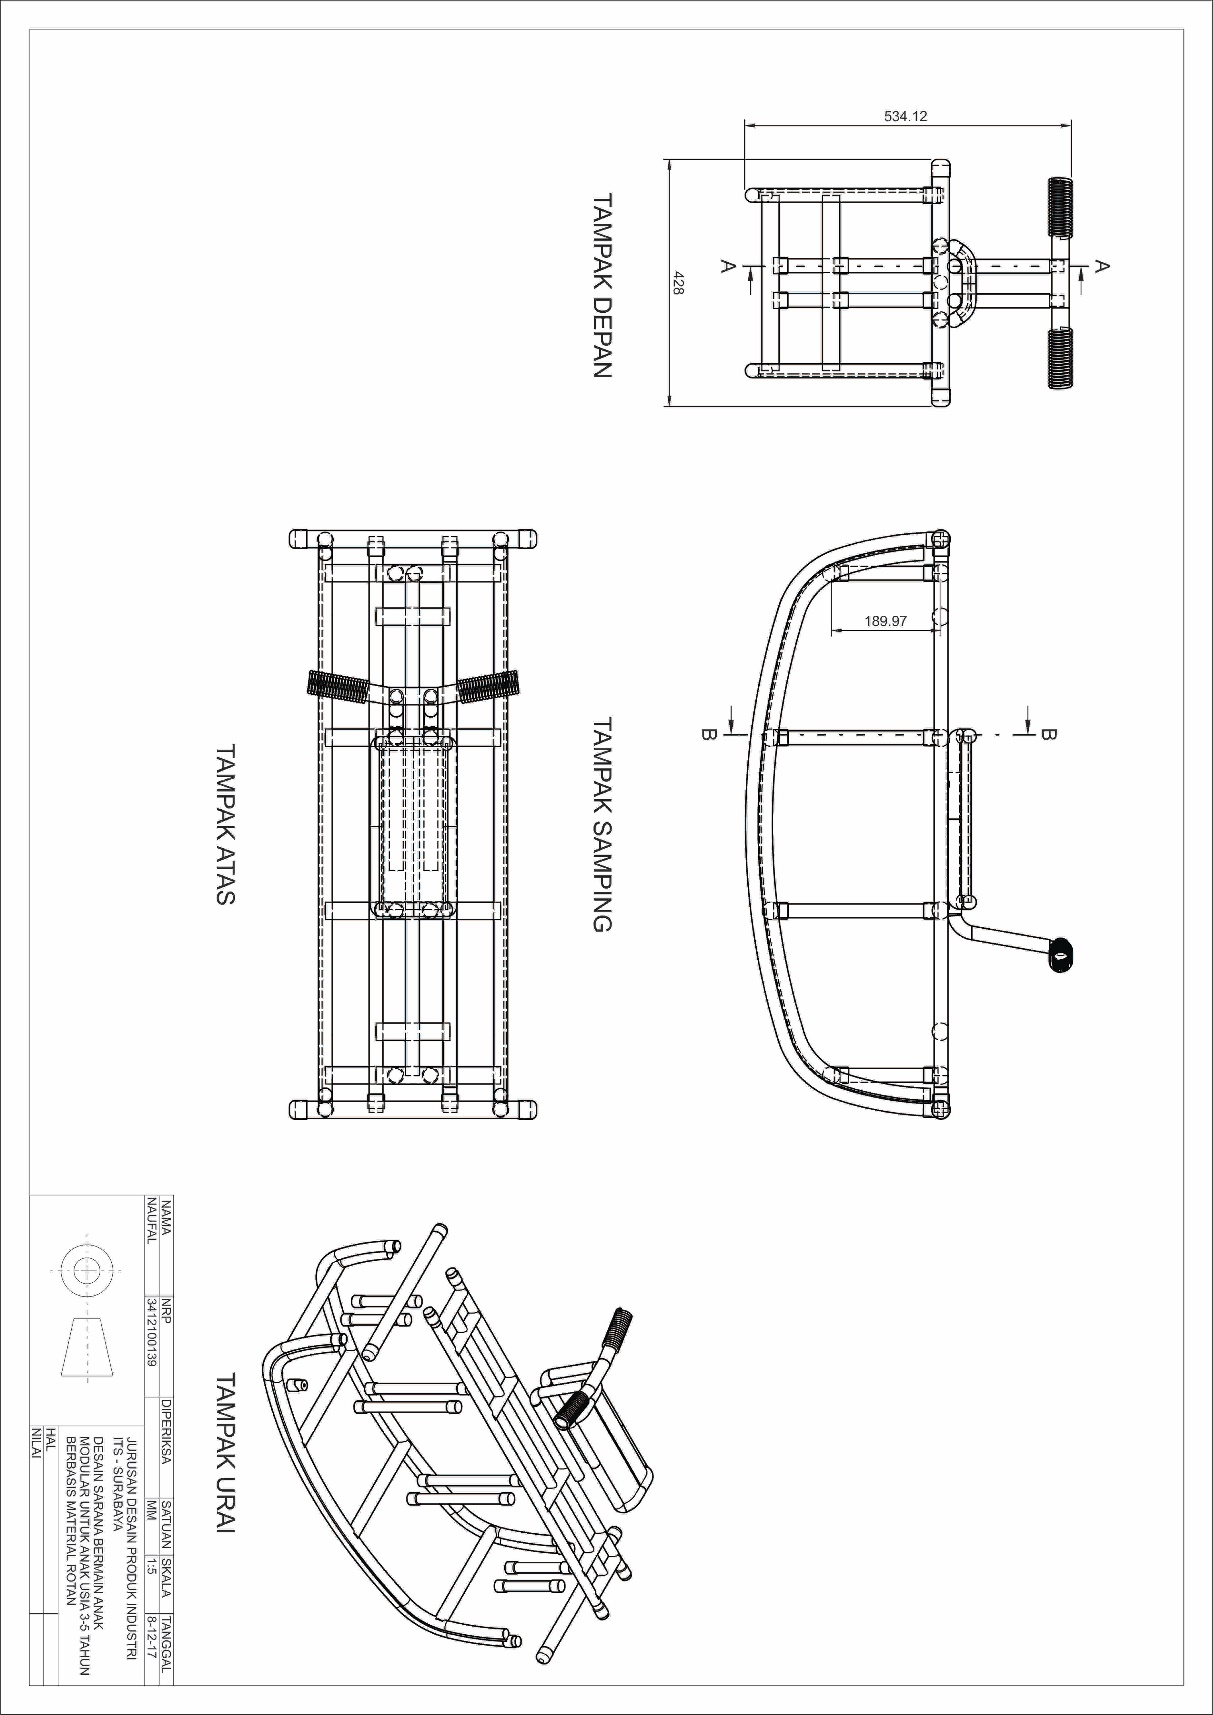 534.12
428
A
A
TAMPAK DEPAN
189.97
B
B
TAMPAK SAMPING
TAMPAK ATAS
TAMPAK URAI
NAMA NRP DIPERIKSA SATUAN SKALA TANGGAL
NAUFAL 3412100139 MM 1:5 8-12-17
JURUSAN DESAIN PRODUK INDUSTRI
ITS - SURABAYA
DESAIN SARANA BERMAIN ANAK
MODULAR UNTUK ANAK USIA 3-5 TAHUN
BERBASIS MATERIAL ROTAN
HAL
NILAI